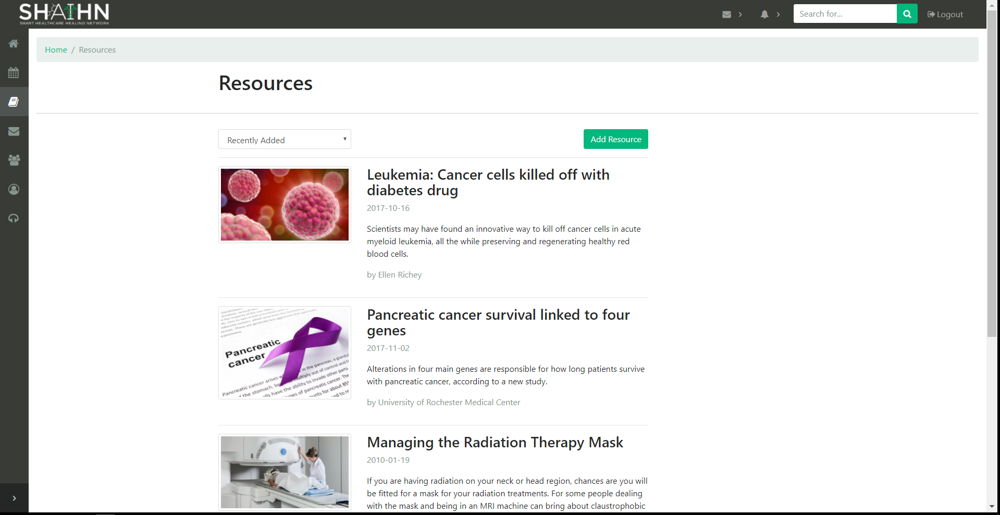 SHAIHN
SMART HEALTHCARE HEALING NETWORK
Search for...
Logout
Home / Resources
Resources
Recently Added
Add Resource
Leukemia: Cancer cells killed off with
diabetes drug
2017-10-16
Scientists may have found an innovative way to kill off cancer cells in acute
myeloid leukemia, all the while preserving and regenerating healthy red
blood cells.
by Ellen Richey
Pancreatic
cancer
Pancreatic cancer survival linked to four
genes
2017-11-02
Alterations in four main genes are responsible for how long patients survive
with pancreatic cancer, according to a new study.
by University of Rochester Medical Center
Managing the Radiation Therapy Mask
2010-01-19
If you are having radiation on your neck or head region, chances are you will
be fitted for a mask for your radiation treatments. For some people dealing
with the mask and being in an MRI machine can bring about claustrophobic